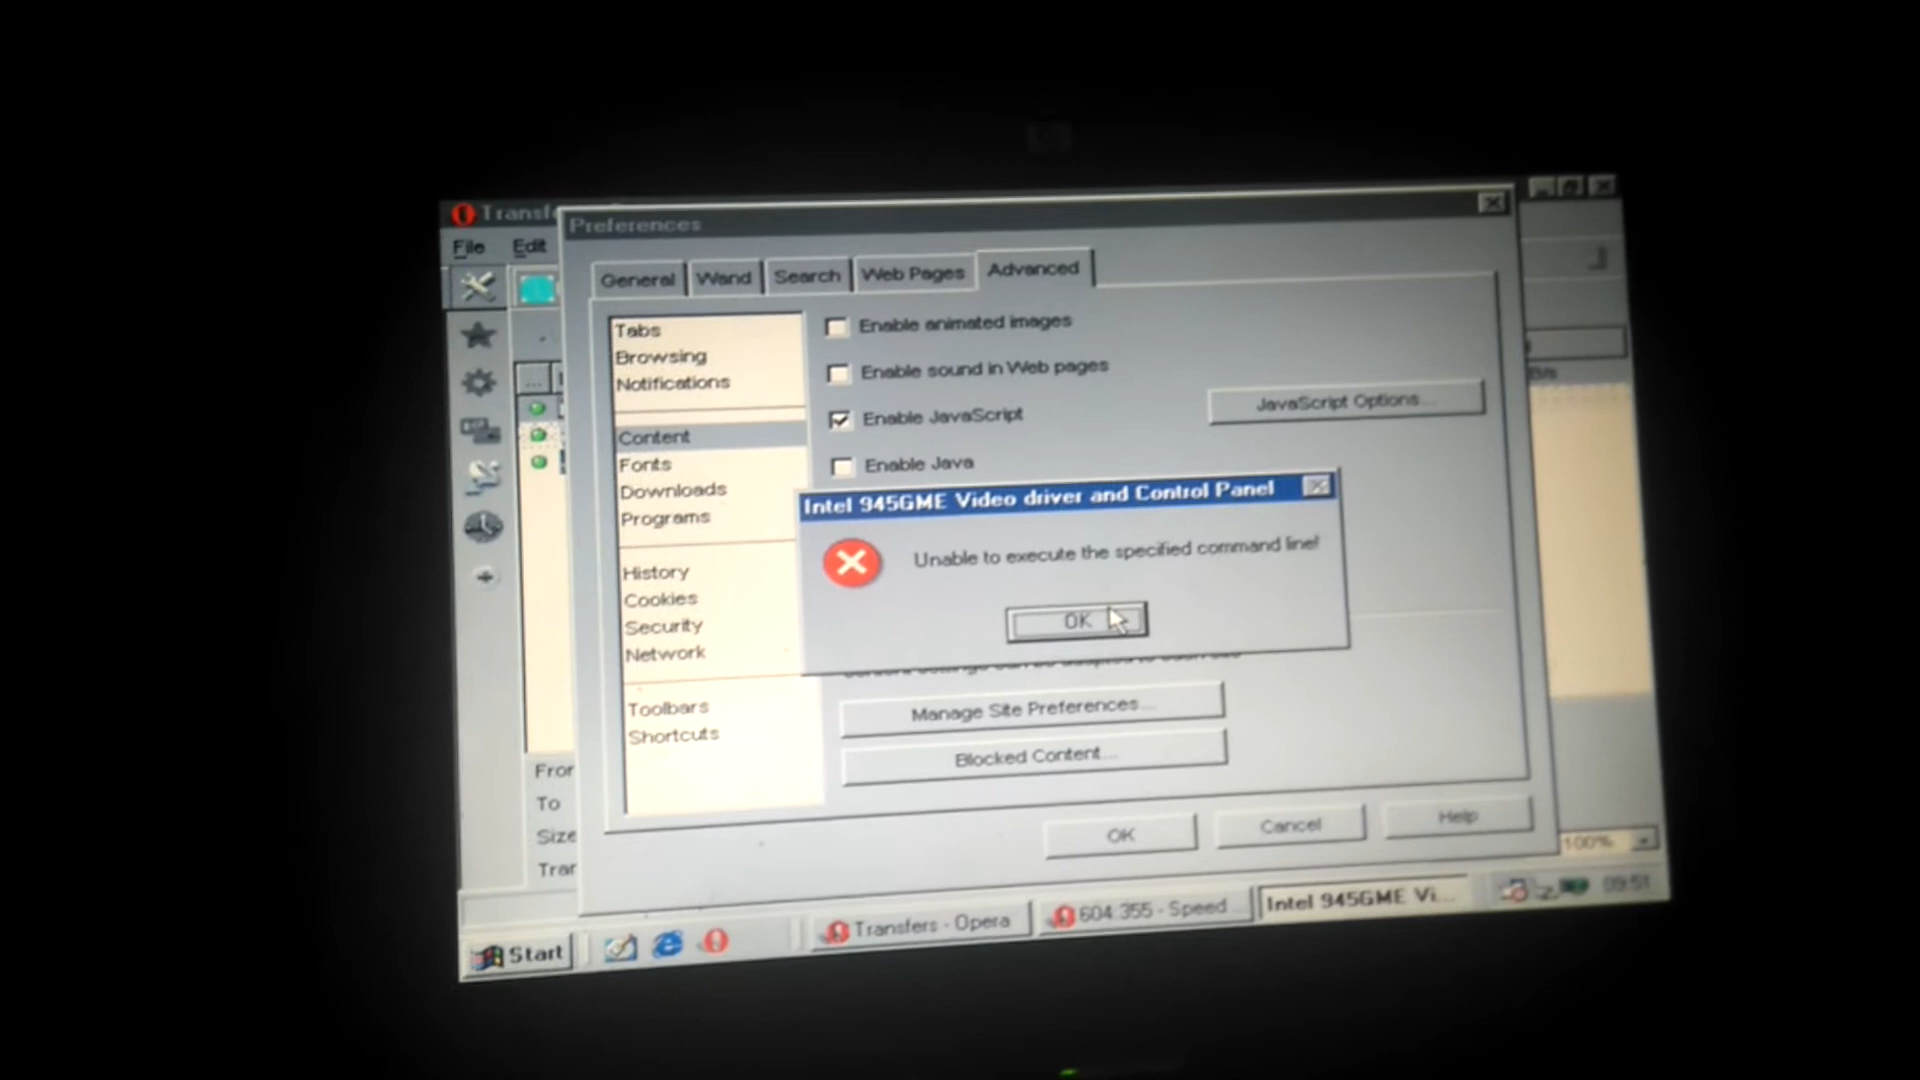 Transfe
Preferences
File Edit
General Wand Search Web Pages Advanced
Tabs
Browsing
Notifications
Content
Fonts
Downloads
Programs
History
Cookies
Security
Network
Toolbars
Shortcuts
Enable animated images
Enable sound in Web pages
Enable JavaScript
JavaScript Options...
Enable Java
B/s
Intel 945GME Video driver and Control Panel
Unable to execute the specified command line!
OK
Manage Site Preferences...
Blocked Content...
From
To
Size
Tran
OK Cancel Help
100%
Start
Transfers - Opera
604.355 - Speed
Intel 945GME Vi...
09:51